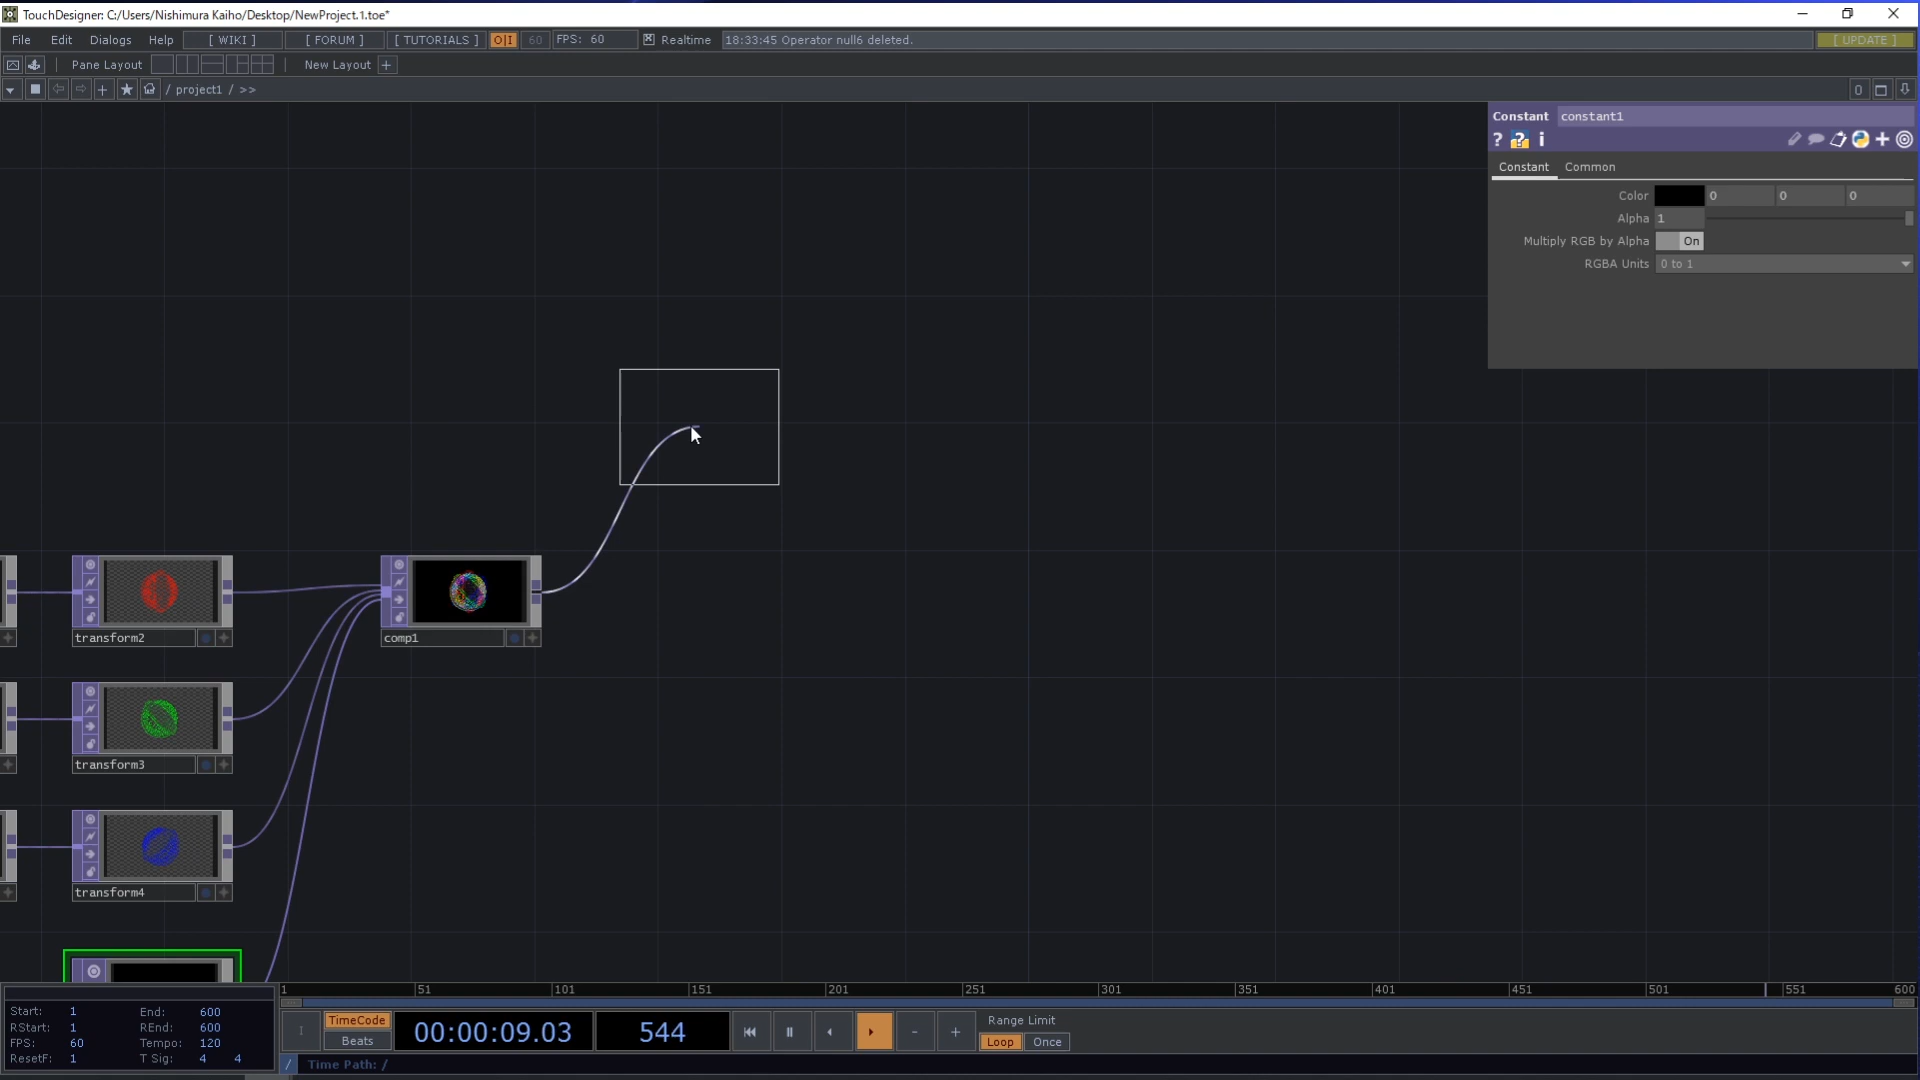 TouchDesigner: C:/Users/Nishimura Kaiho/Desktop/NewProject.1.toe*
File Edit Dialogs Help [ WIKI ] [ FORUM ] [ TUTORIALS ] O|I 60 FPS: 60 Realtime 18:33:45 Operator null6 deleted. [ UPDATE ]
Pane Layout New Layout +
/ project1 / >> 0
Constant constant1
? ? i
Constant Common
Color 0 0 0
Alpha 1
Multiply RGB by Alpha On
RGBA Units 0 to 1
transform2
comp1
transform3
transform4
1 51 101 151 201 251 301 351 401 451 501 551 600
Start: 1 End: 600
RStart: 1 REnd: 600
FPS: 60 Tempo: 120
ResetF: 1 T Sig: 4 4
I TimeCode Beats 00:00:09.03 544 - + Range Limit
Loop Once
/ Time Path: /